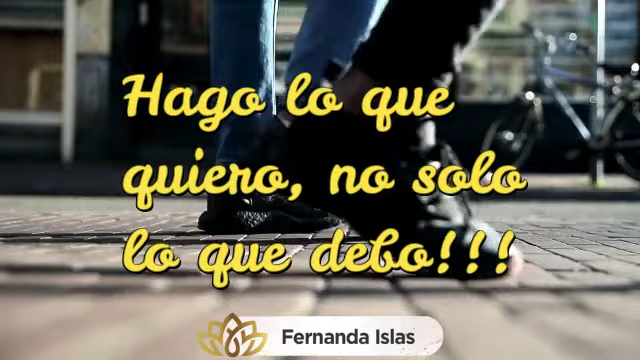 Hago lo que
quiero, no solo
lo que debo!!!
Fernanda Islas